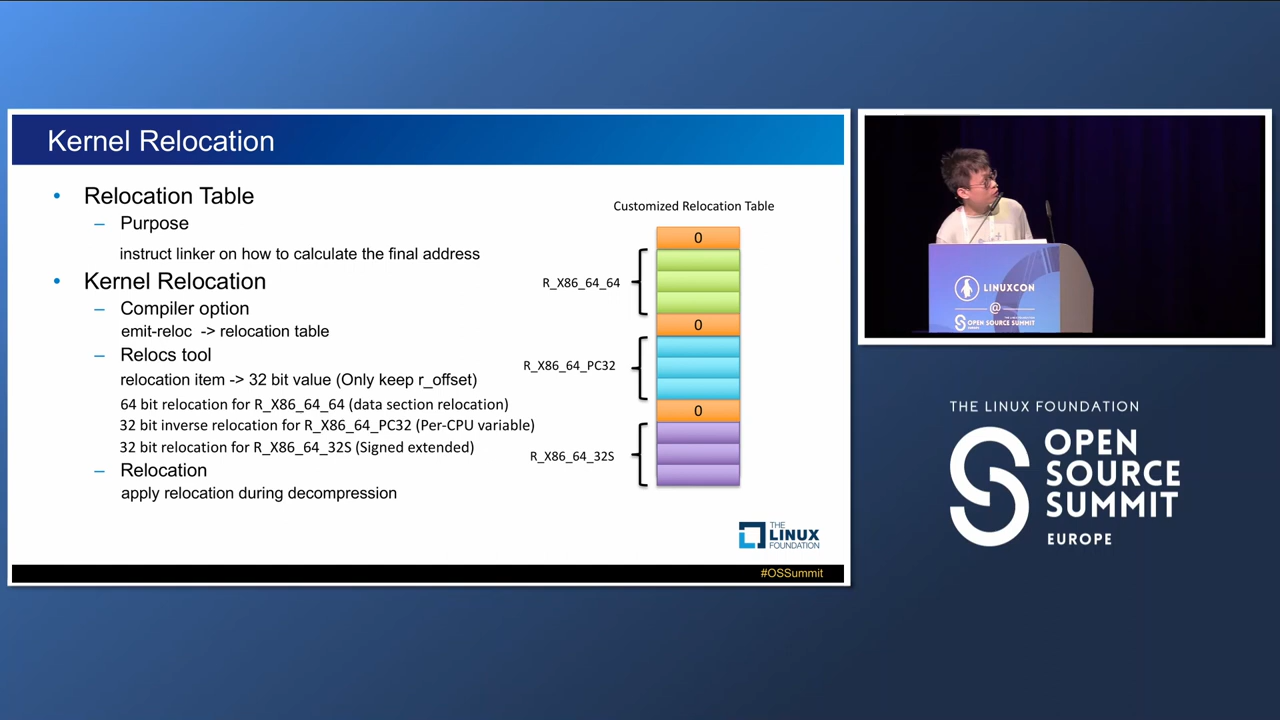 Kernel Relocation
• Relocation Table
– Purpose
instruct linker on how to calculate the final address
• Kernel Relocation
– Compiler option
emit-reloc -> relocation table
– Relocs tool
relocation item -> 32 bit value (Only keep r_offset)
64 bit relocation for R_X86_64_64 (data section relocation)
32 bit inverse relocation for R_X86_64_PC32 (Per-CPU variable)
32 bit relocation for R_X86_64_32S (Signed extended)
– Relocation
apply relocation during decompression
Customized Relocation Table
0
R_X86_64_64
0
R_X86_64_PC32
0
R_X86_64_32S
THE
LINUX
FOUNDATION
#OSSummit
LINUXCON
@
OPEN SOURCE SUMMIT
THE LINUX FOUNDATION
OPEN
SOURCE
SUMMIT
EUROPE